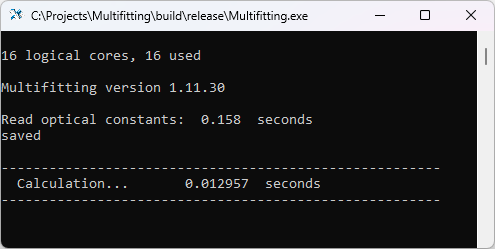 C:\Projects\Multifitting\build\release\Multifitting.exe
16 logical cores, 16 used
Multifitting version 1.11.30
Read optical constants:  0.158  seconds
saved
-------------------------------------------------------
  Calculation...       0.012957  seconds
-------------------------------------------------------